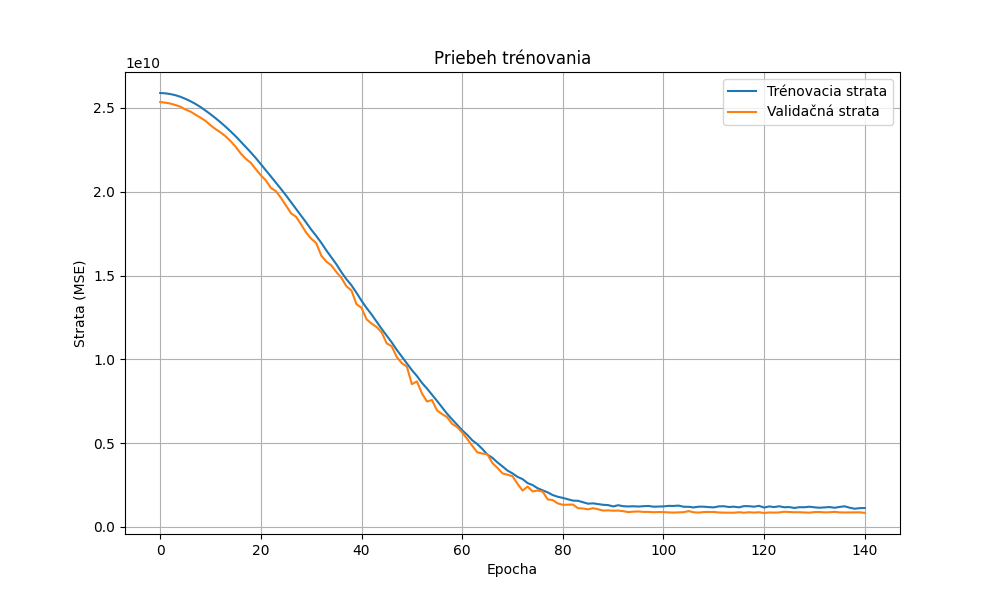 Priebeh trénovania
1e10
Trénovacia strata
Validačná strata
2.5
2.0
1.5
1.0
0.5
0.0
Strata (MSE)
0 20 40 60 80 100 120 140
Epocha